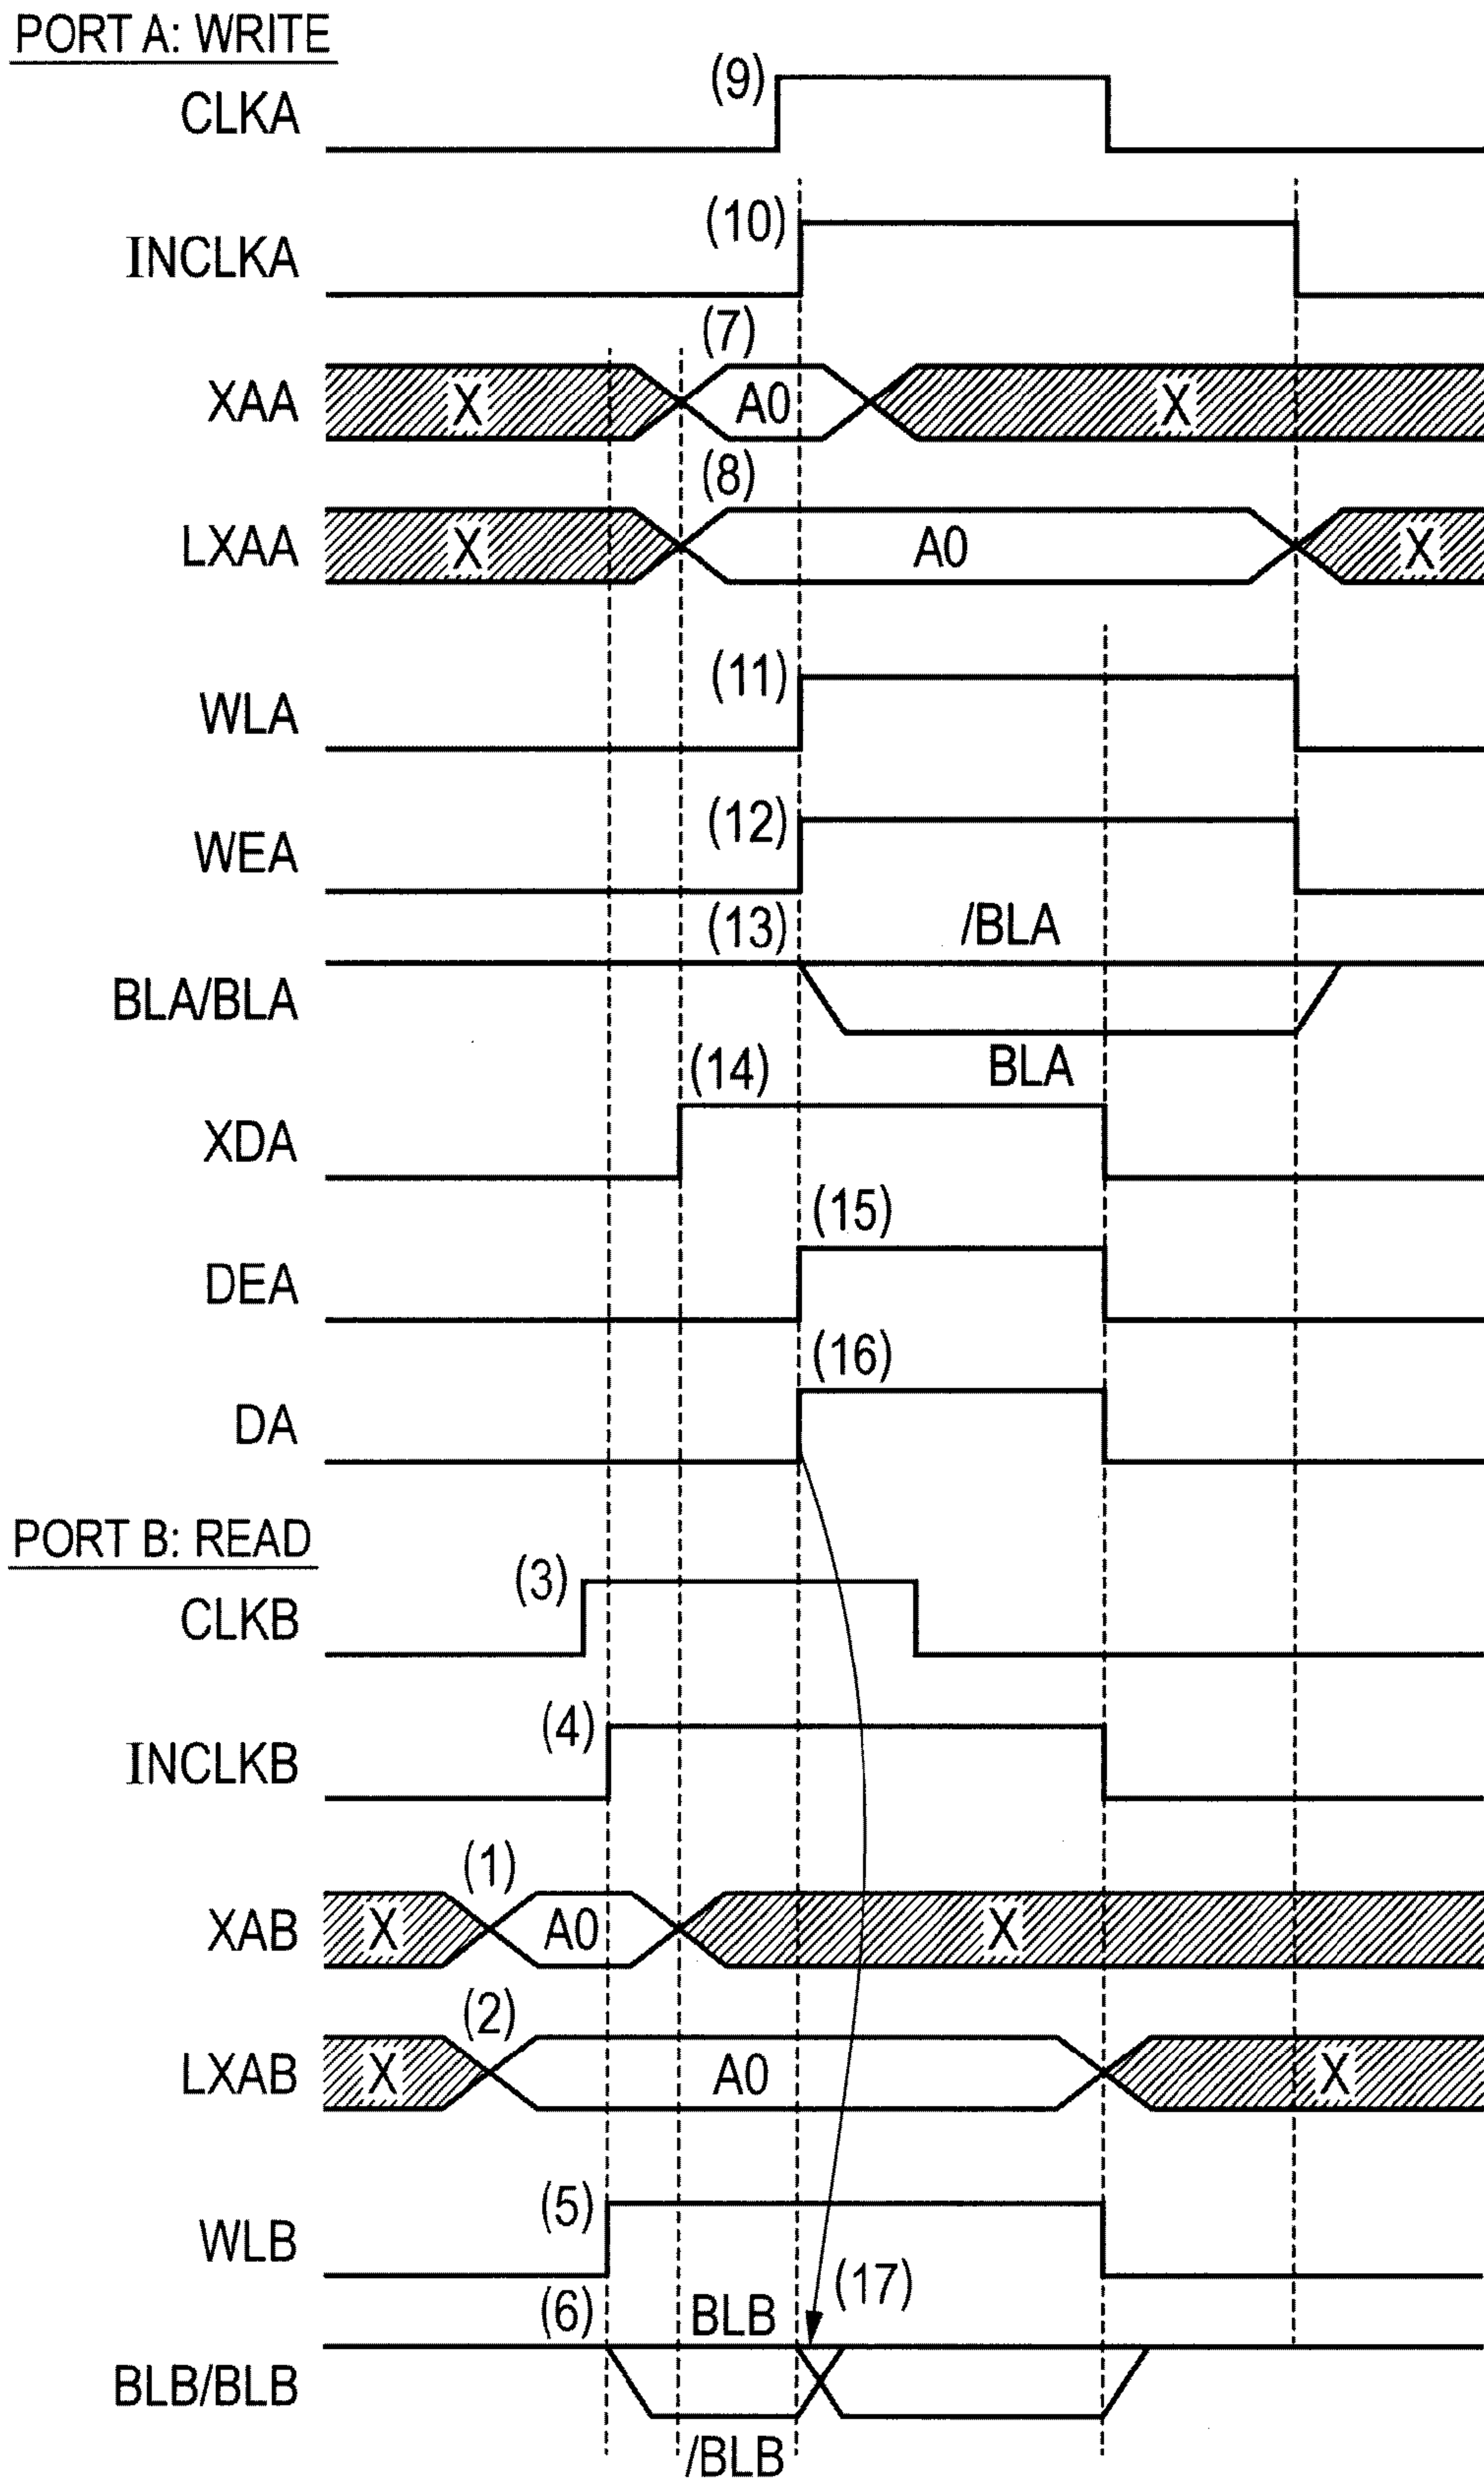 PORT A: WRITE
CLKA
(9)
INCLKA
(10)
XAA
X
(7)
A0
X
LXAA
X
(8)
A0
X
WLA
(11)
WEA
(12)
BLA/BLA
(13)
/BLA
BLA
XDA
(14)
DEA
(15)
DA
(16)
PORT B: READ
CLKB
(3)
INCLKB
(4)
XAB
X
(1)
A0
X
LXAB
X
(2)
A0
X
WLB
(5)
BLB/BLB
(6)
BLB
(17)
/BLB